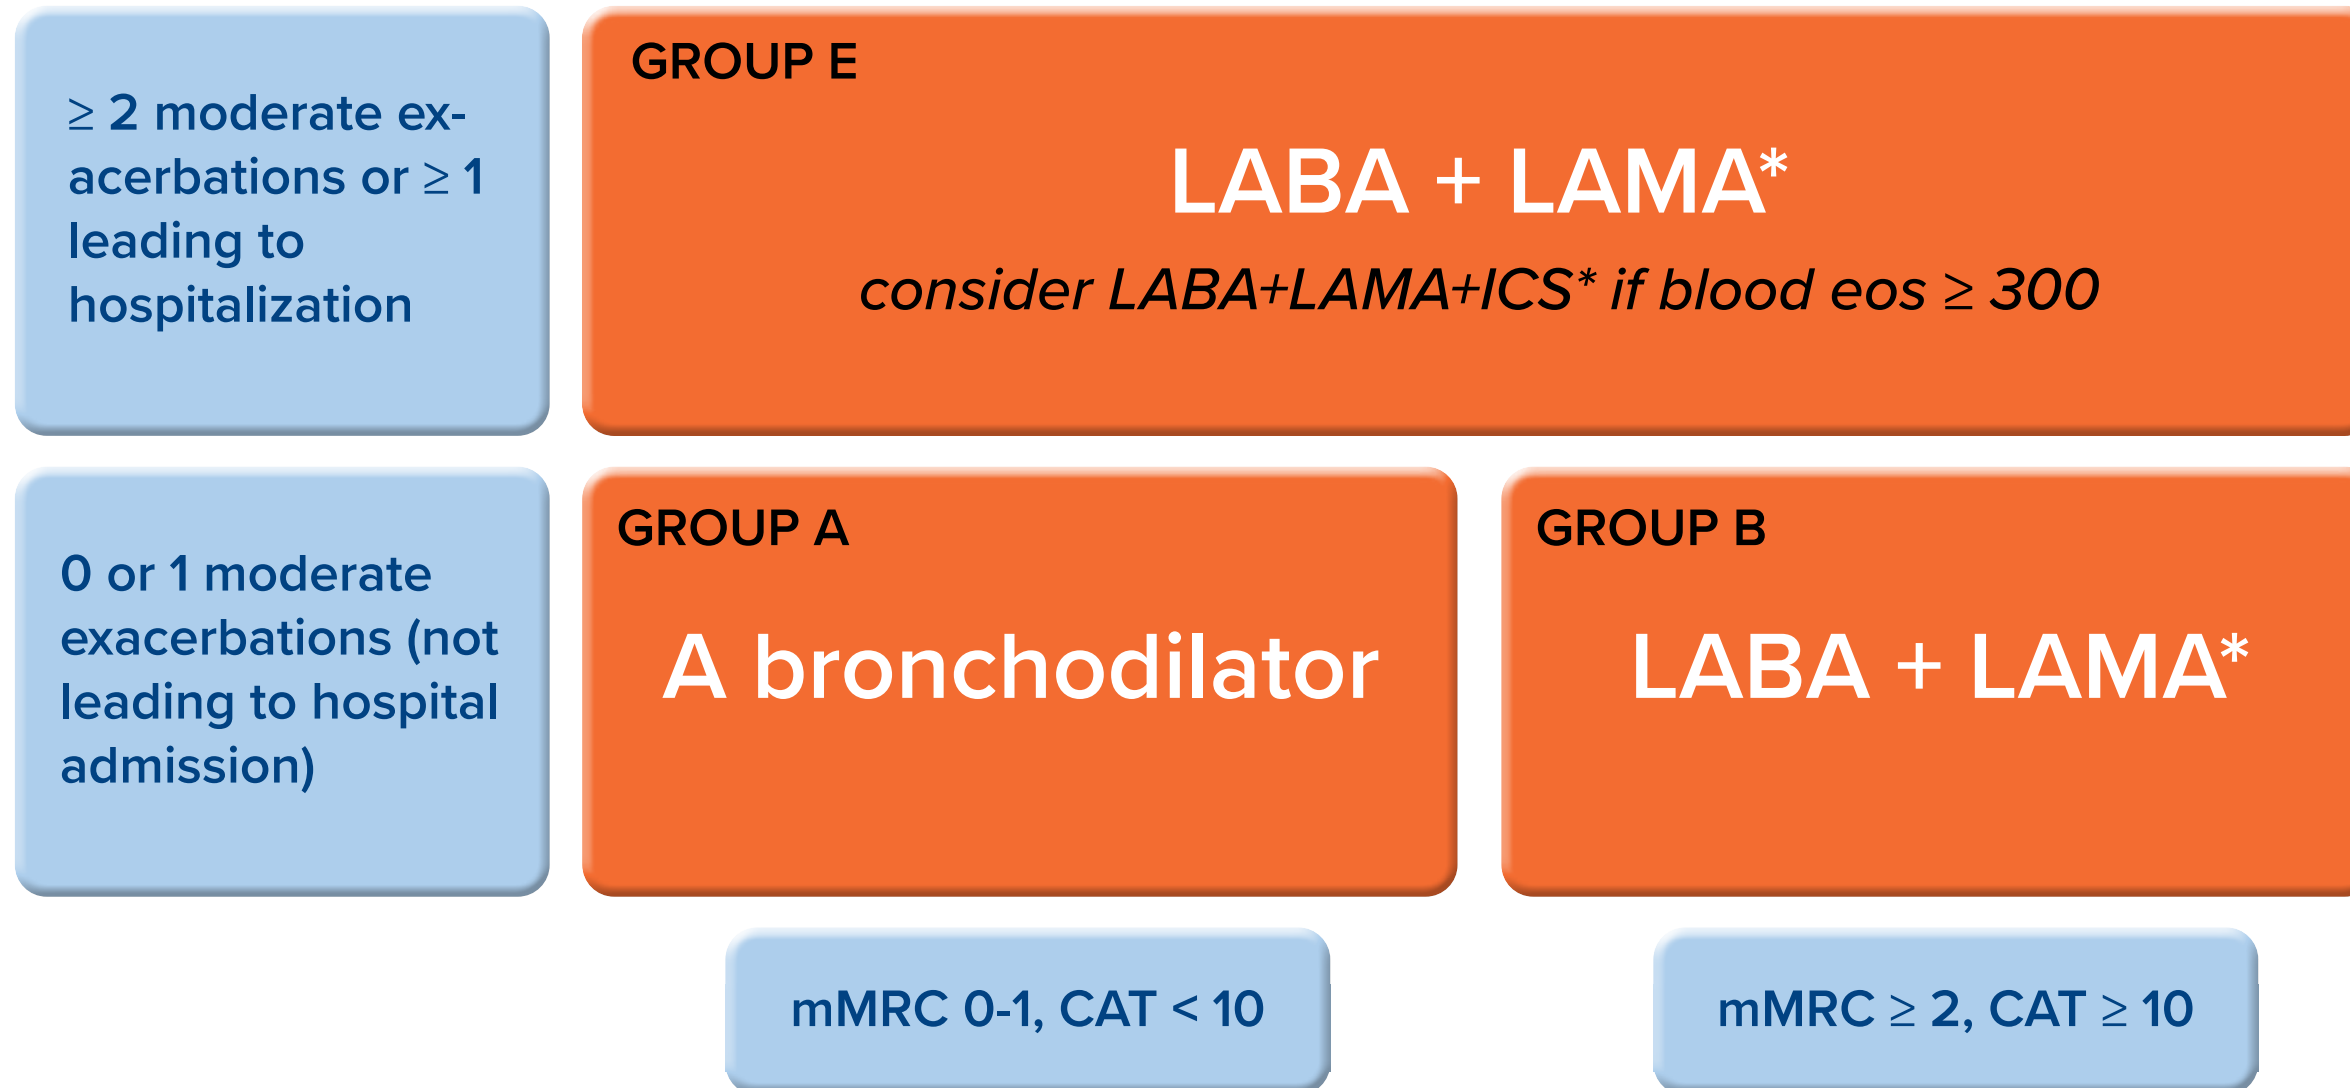 ≥ 2 moderate ex-
acerbations or ≥ 1
leading to
hospitalization
GROUP E
LABA + LAMA*
consider LABA+LAMA+ICS* if blood eos ≥ 300
0 or 1 moderate
exacerbations (not
leading to hospital
admission)
GROUP A
A bronchodilator
GROUP B
LABA + LAMA*
mMRC 0-1, CAT < 10
mMRC ≥ 2, CAT ≥ 10